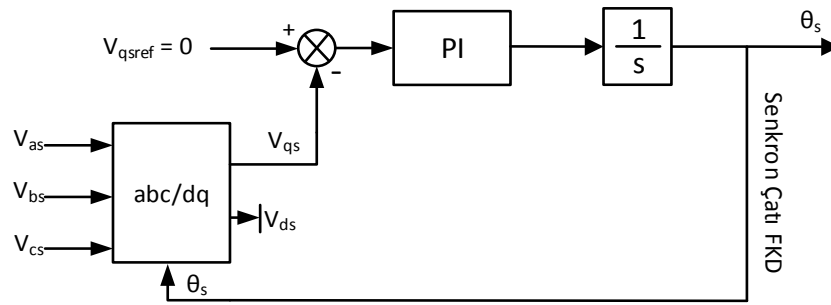 θs
Vqsref = 0
+
-
PI
1
s
Senkron Çatı FKD
Vas
Vbs
Vcs
abc/dq
Vqs
Vds
θs